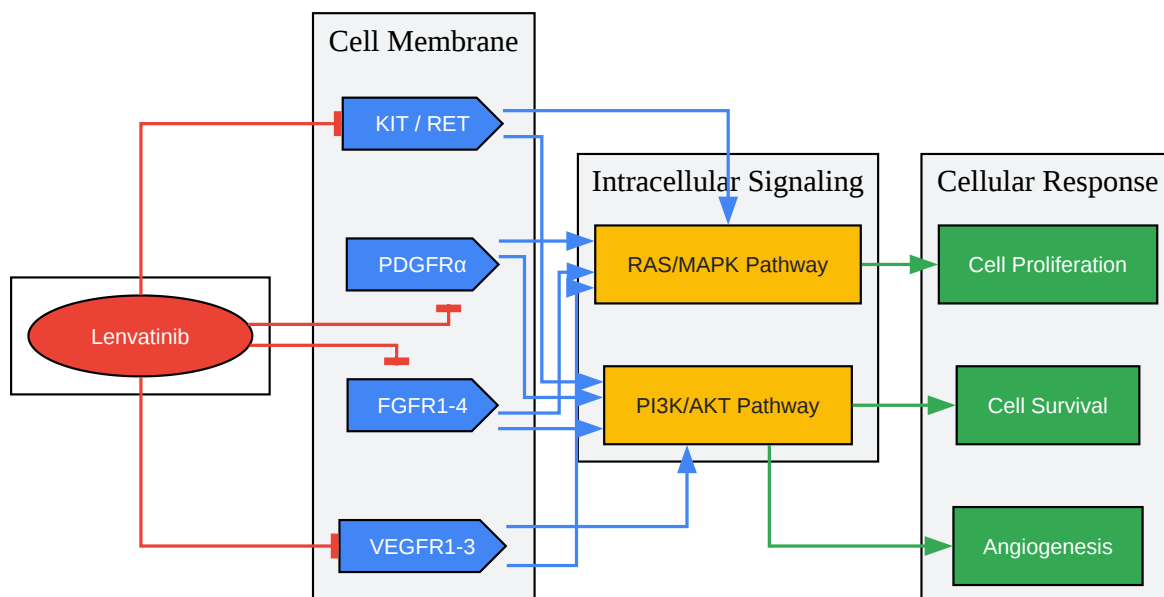 Cell Membrane
KIT / RET
PDGFRα
FGFR1-4
VEGFR1-3
Lenvatinib
Intracellular Signaling
RAS/MAPK Pathway
PI3K/AKT Pathway
Cellular Response
Cell Proliferation
Cell Survival
Angiogenesis